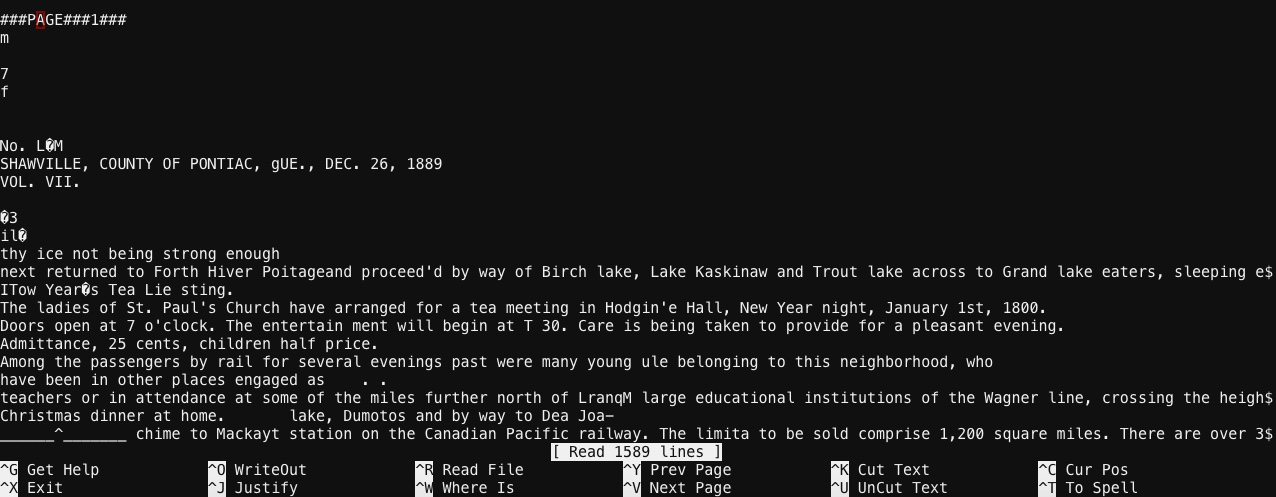 ###PAGE###1###
m
7
f
No. L�M
SHAWVILLE, COUNTY OF PONTIAC, gUE., DEC. 26, 1889
VOL. VII.
�3
il�
thy ice not being strong enough
next returned to Forth Hiver Poitageand proceed'd by way of Birch lake, Lake Kaskinaw and Trout lake across to Grand lake eaters, sleeping e$
ITow Year�s Tea Lie sting.
The ladies of St. Paul's Church have arranged for a tea meeting in Hodgin'e Hall, New Year night, January 1st, 1800.
Doors open at 7 o'clock. The entertain ment will begin at T 30. Care is being taken to provide for a pleasant evening.
Admittance, 25 cents, children half price.
Among the passengers by rail for several evenings past were many young ule belonging to this neighborhood, who
have been in other places engaged as    . .
teachers or in attendance at some of the miles further north of LranqM large educational institutions of the Wagner line, crossing the heigh$
Christmas dinner at home.       lake, Dumotos and by way to Dea Joa—
______^_______ chime to Mackayt station on the Canadian Pacific railway. The limita to be sold comprise 1,200 square miles. There are over 3$
[ Read 1589 lines ]
^G Get Help ^O WriteOut ^R Read File ^Y Prev Page ^K Cut Text ^C Cur Pos
^X Exit ^J Justify ^W Where Is ^V Next Page ^U UnCut Text ^T To Spell